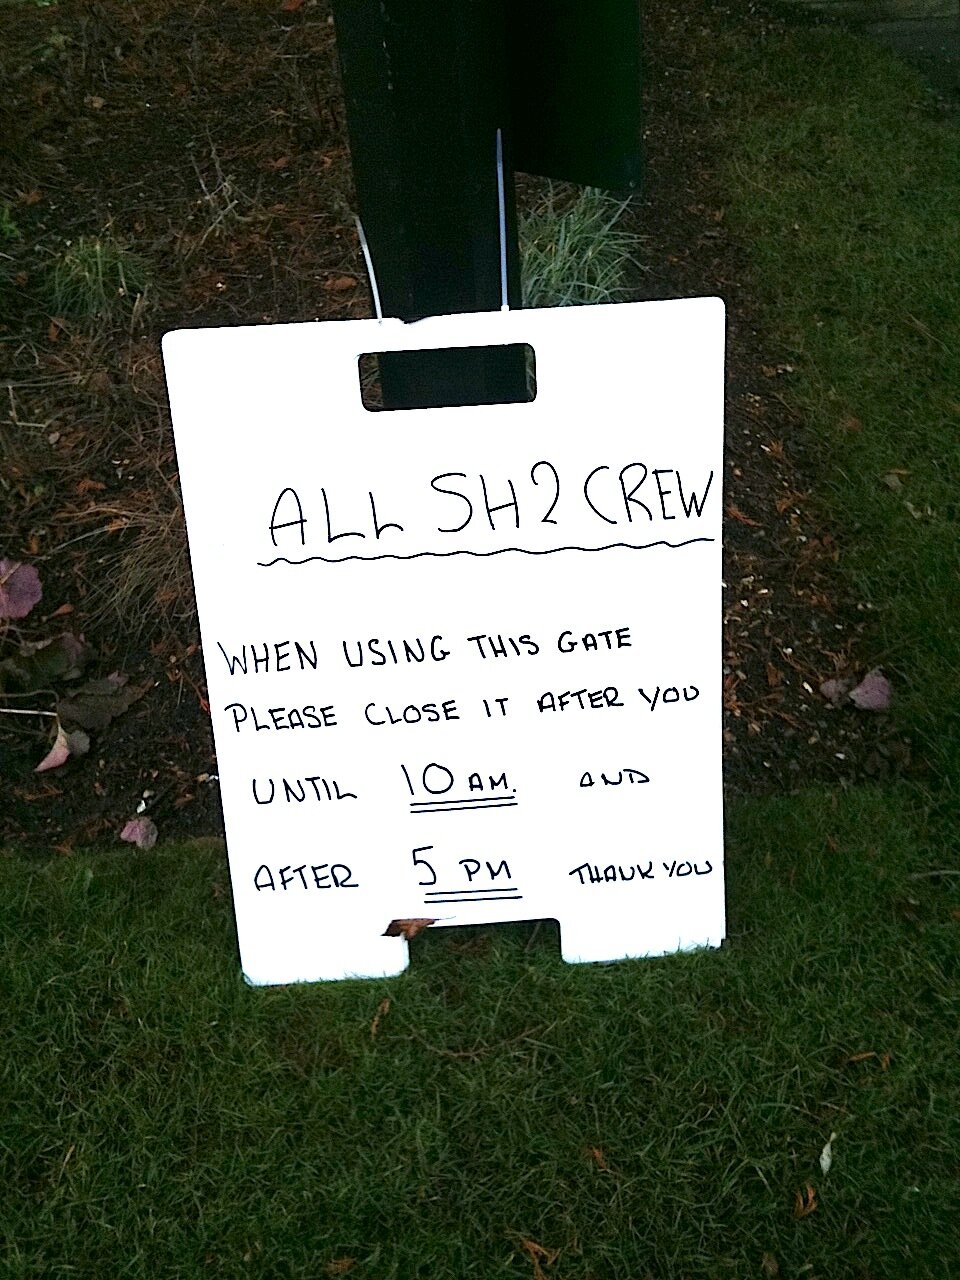 ALL SH2 CREW
WHEN USING THIS GATE
PLEASE CLOSE IT AFTER YOU
UNTIL 10 AM. AND
AFTER 5 PM THANK YOU